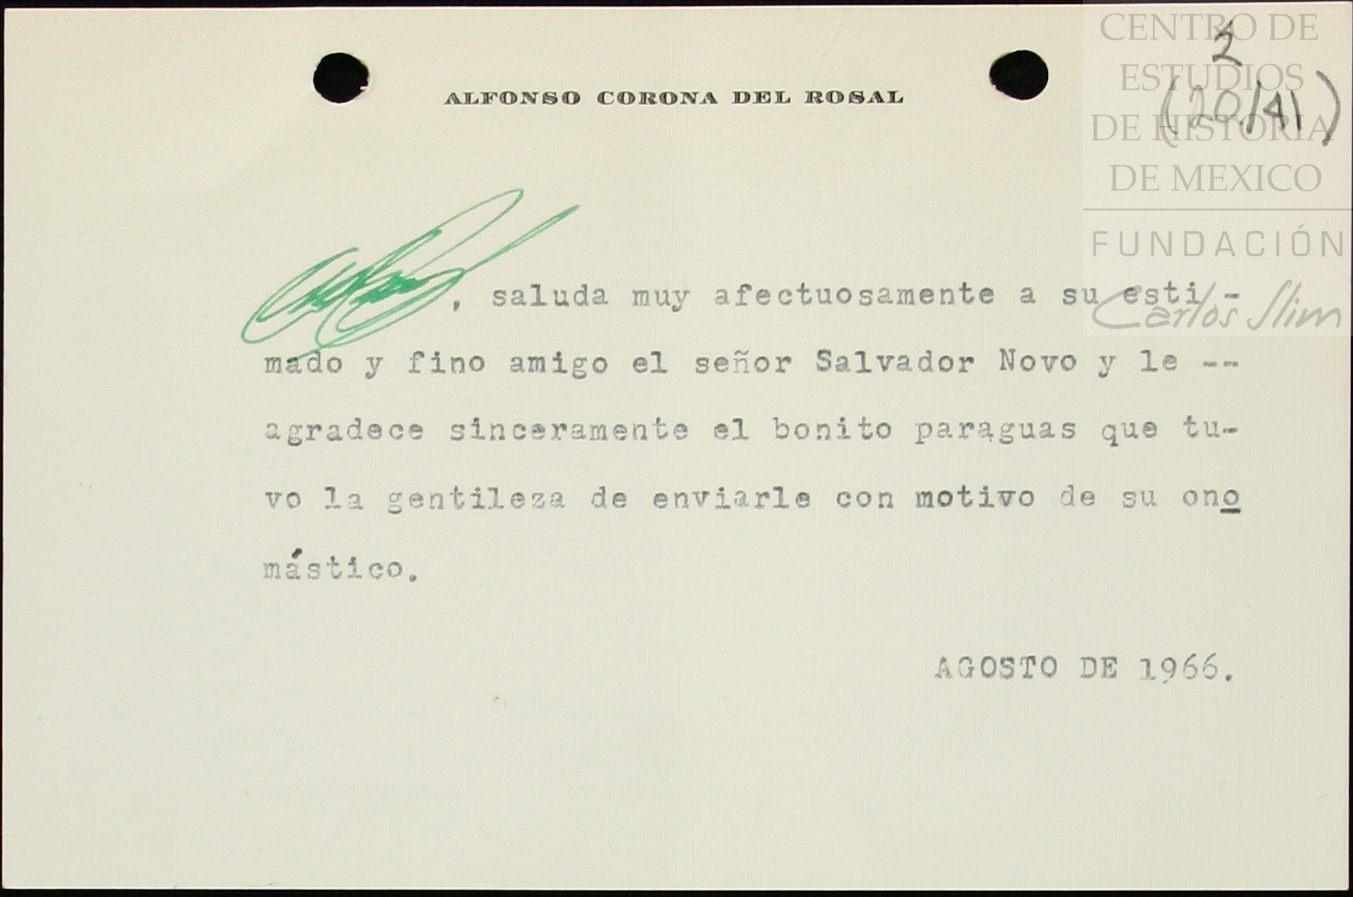 CENTRO DE
ESTUDIOS
DE HISTORIA
DE MEXICO
FUNDACIÓN
Carlos Slim
3
(20/41)
ALFONSO CORONA DEL ROSAL
, saluda muy afectuosamente a su esti-
mado y fino amigo el señor Salvador Novo y le --
agradece sinceramente el bonito paraguas que tu-
vo la gentileza de enviarle con motivo de su ono
mástico.
AGOSTO DE 1966.